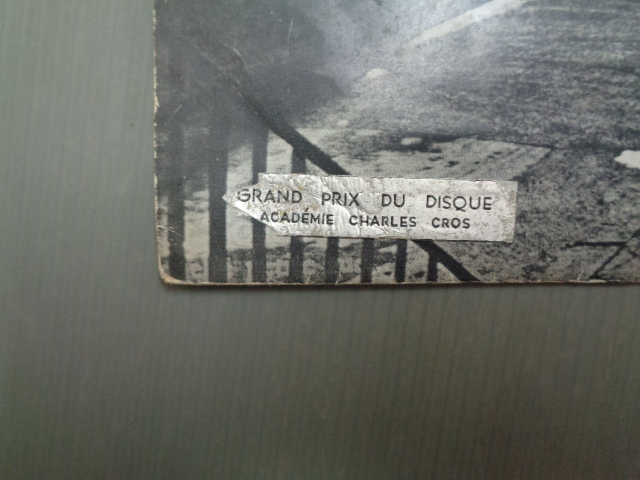 GRAND PRIX DU DISQUE
ACADÉMIE CHARLES CROS